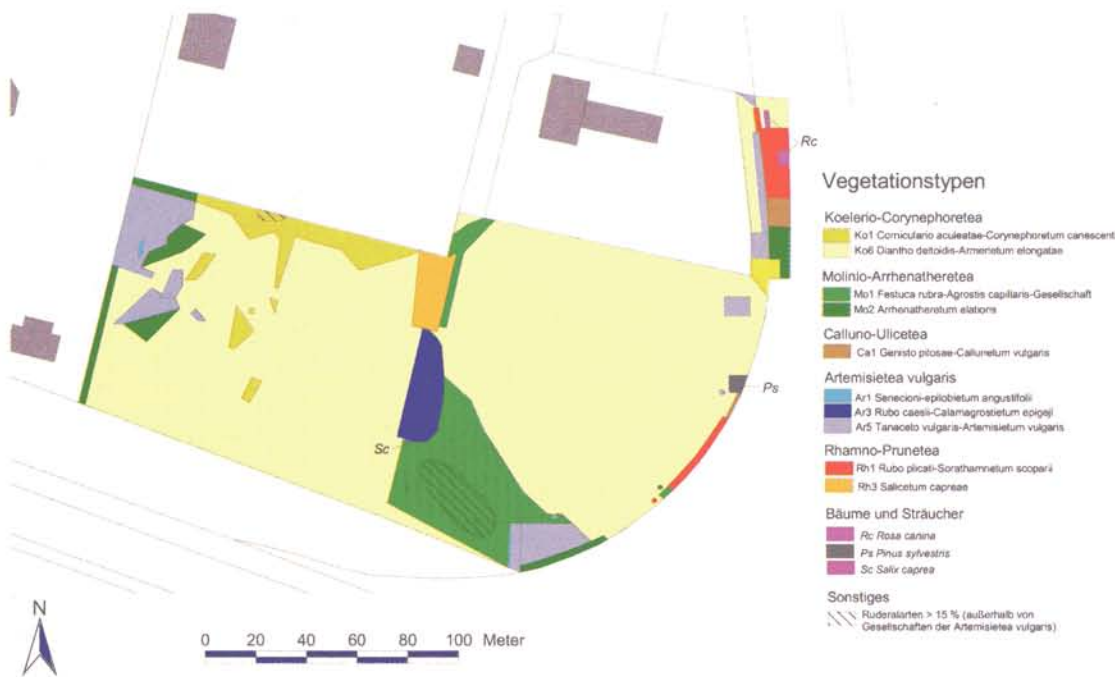 Rc
Ps
Sc
Vegetationstypen
Koelerio-Corynephoretea
Ko1 Corniculario aculeatae-Corynephoretum canescent
Ko6 Diantho deltoidis-Armerietum elongatae
Molinio-Arrhenatheretea
Mo1 Festuca rubra-Agrostis capillaris-Gesellschaft
Mo2 Arrhenatheretum elatioris
Calluno-Ulicetea
Ca1 Genisto pilosae-Callunetum vulgaris
Artemisietea vulgaris
Ar1 Senecioni-epilobietum angustifolii
Ar3 Rubo caesii-Calamagrostietum epigeji
Ar5 Tanaceto vulgaris-Artemisietum vulgaris
Rhamno-Prunetea
Rh1 Rubo plicati-Sarothamnetum scoparii
Rh3 Salicetum capreae
Bäume und Sträucher
Rc Rosa canina
Ps Pinus sylvestris
Sc Salix caprea
Sonstiges
Ruderalarten > 15 % (außerhalb von
Gesellschaften der Artemisietea vulgaris)
N
0 20 40 60 80 100 Meter